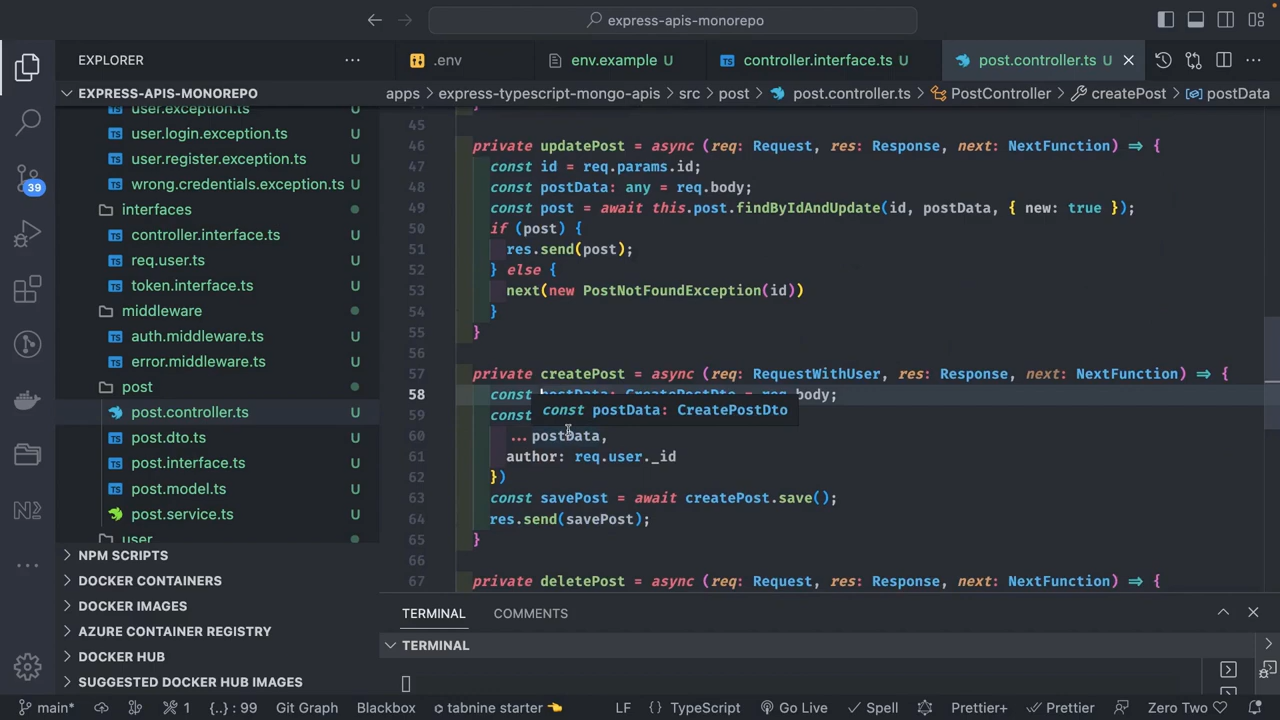 express-apis-monorepo
EXPLORER
.env
env.example U
controller.interface.ts U
post.controller.ts U
EXPRESS-APIS-MONOREPO
apps > express-typescript-mongo-apis > src > post > post.controller.ts > PostController > createPost > postData
user.exception.ts U
user.login.exception.ts U
user.register.exception.ts U
wrong.credentials.exception.ts U
interfaces
controller.interface.ts U
req.user.ts U
token.interface.ts U
middleware
auth.middleware.ts U
error.middleware.ts U
post
post.controller.ts U
post.dto.ts U
post.interface.ts U
post.model.ts U
post.service.ts U
user
NPM SCRIPTS
DOCKER CONTAINERS
DOCKER IMAGES
AZURE CONTAINER REGISTRY
DOCKER HUB
SUGGESTED DOCKER HUB IMAGES
39
45
46 private updatePost = async (req: Request, res: Response, next: NextFunction) => {
47 const id = req.params.id;
48 const postData: any = req.body;
49 const post = await this.post.findByIdAndUpdate(id, postData, { new: true });
50 if (post) {
51 res.send(post);
52 } else {
53 next(new PostNotFoundException(id))
54 }
55 }
56
57 private createPost = async (req: RequestWithUser, res: Response, next: NextFunction) => {
58 const postData: CreatePostDto = req.body;
const postData: CreatePostDto
59 const
60 ...postData,
61 author: req.user._id
62 })
63 const savePost = await createPost.save();
64 res.send(savePost);
65 }
66
67 private deletePost = async (req: Request, res: Response, next: NextFunction) => {
TERMINAL COMMENTS
TERMINAL
main* 1 {..} : 99 Git Graph Blackbox tabnine starter LF TypeScript Go Live Spell Prettier+ Prettier Zero Two